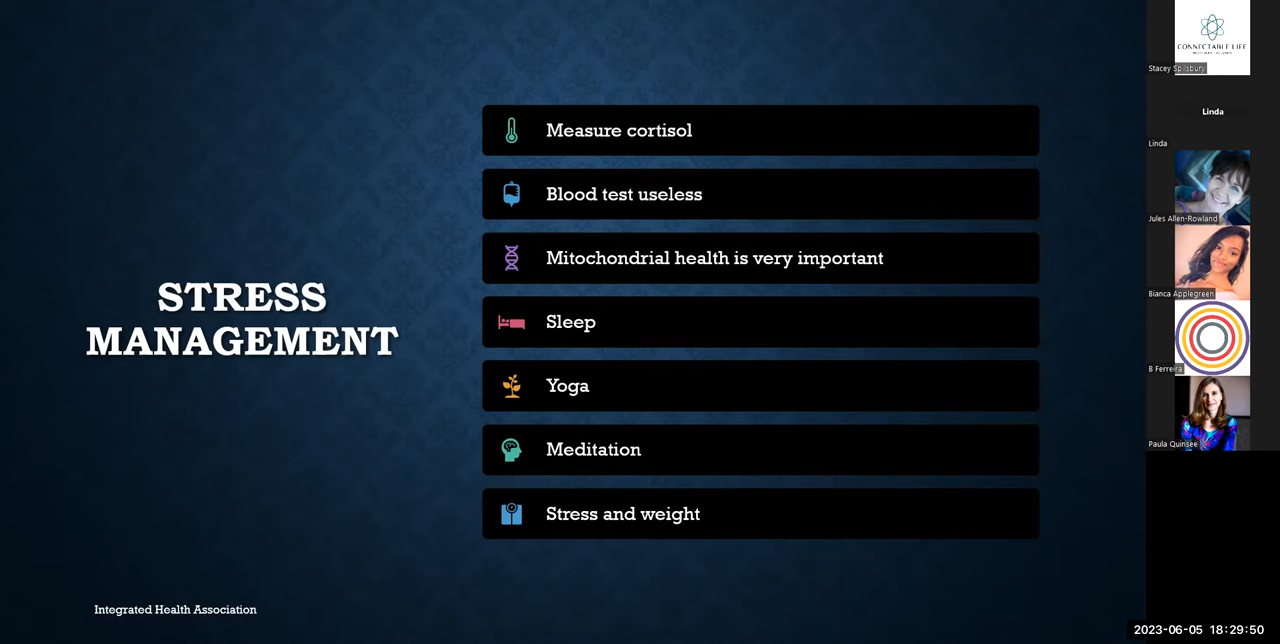 STRESS
MANAGEMENT
Measure cortisol
Blood test useless
Mitochondrial health is very important
Sleep
Yoga
Meditation
Stress and weight
Integrated Health Association
CONNECTABLE LIFE
Stacey Spilsbury
Linda
Linda
Jules Allen-Rowland
Bianca Applegreen
B Ferreira
Paula Quinsee
2023-06-05 18:29:50